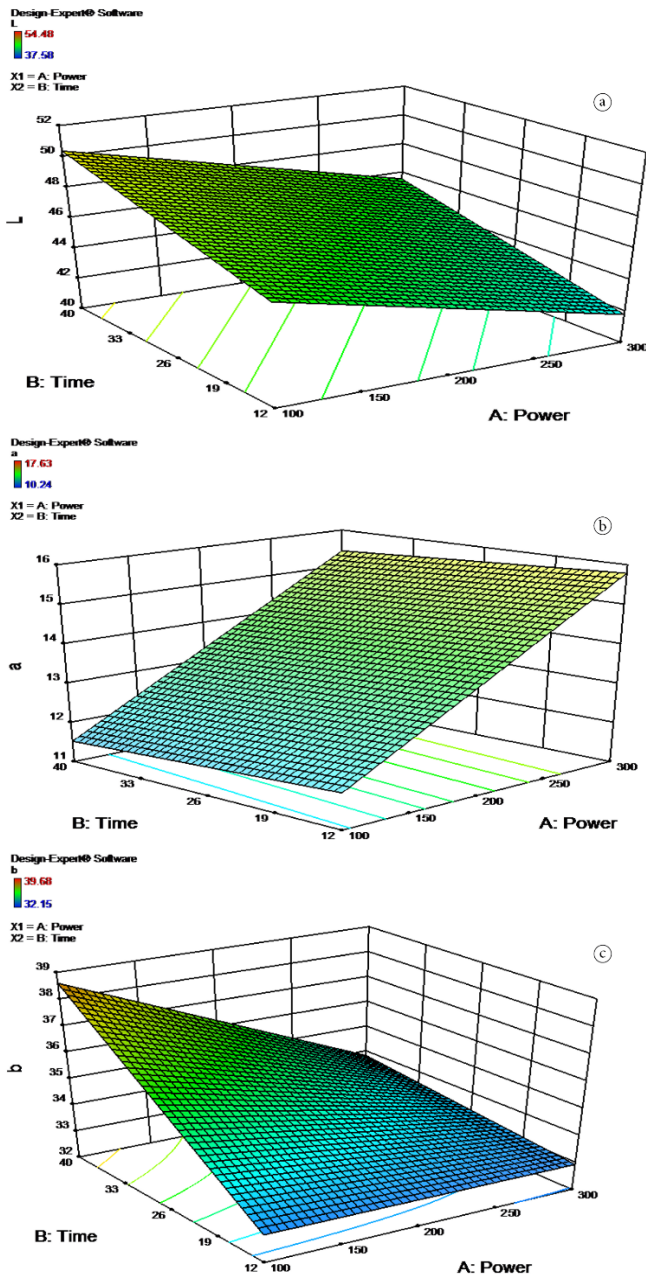 Design-Expert® Software
L
54.48
37.58
X1 = A: Power
X2 = B: Time
a
52
50
48
46
44
42
40
L
40
33
26
19
12
B: Time
100
150
200
250
300
A: Power
Design-Expert® Software
a
17.63
10.24
X1 = A: Power
X2 = B: Time
b
16
15
14
13
12
11
a
40
33
26
19
12
B: Time
100
150
200
250
300
A: Power
Design-Expert® Software
b
39.68
32.15
X1 = A: Power
X2 = B: Time
c
39
38
37
36
35
34
33
32
b
40
33
26
19
12
B: Time
100
150
200
250
300
A: Power